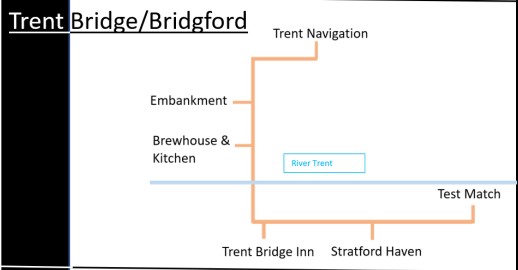 Trent Bridge/Bridgford
Trent Navigation
Embankment
Brewhouse &
Kitchen
River Trent
Test Match
Trent Bridge Inn
Stratford Haven